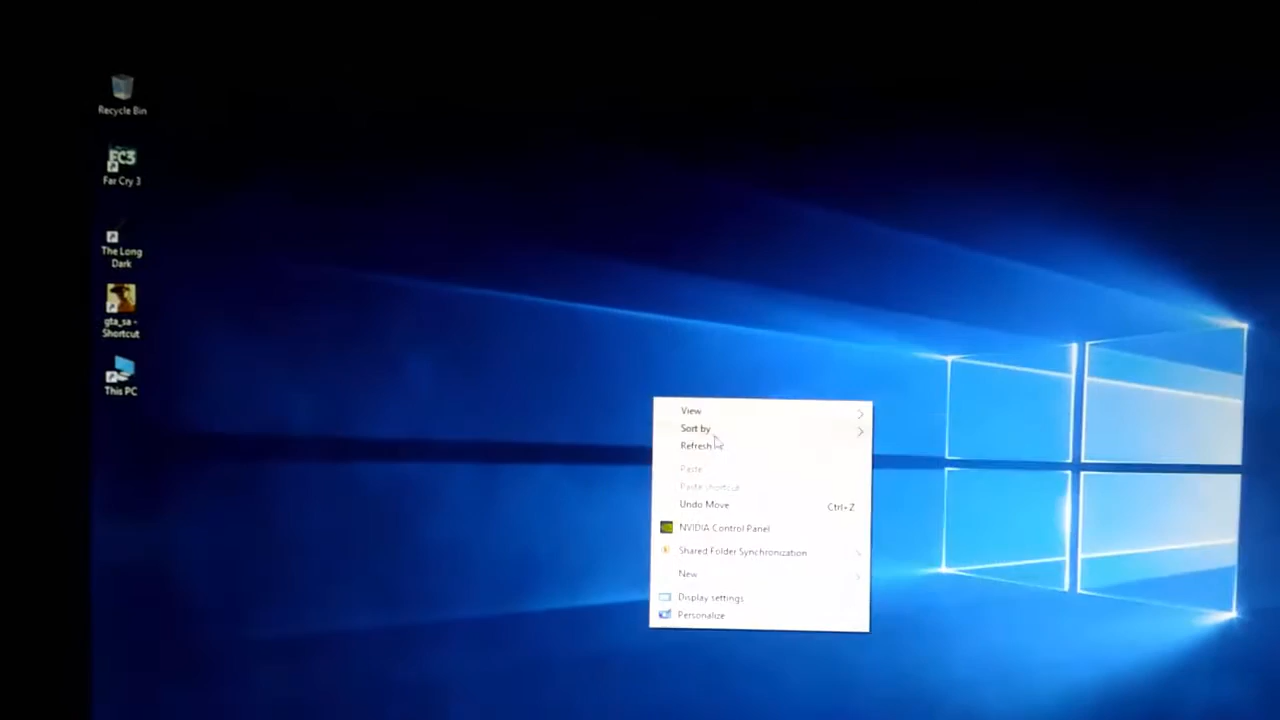 Recycle Bin
FC3
Far Cry 3
The Long
Dark
gta_sa -
Shortcut
This PC
View
Sort by
Refresh
Paste
Paste shortcut
Undo Move Ctrl+Z
NVIDIA Control Panel
Shared Folder Synchronization
New
Display settings
Personalize